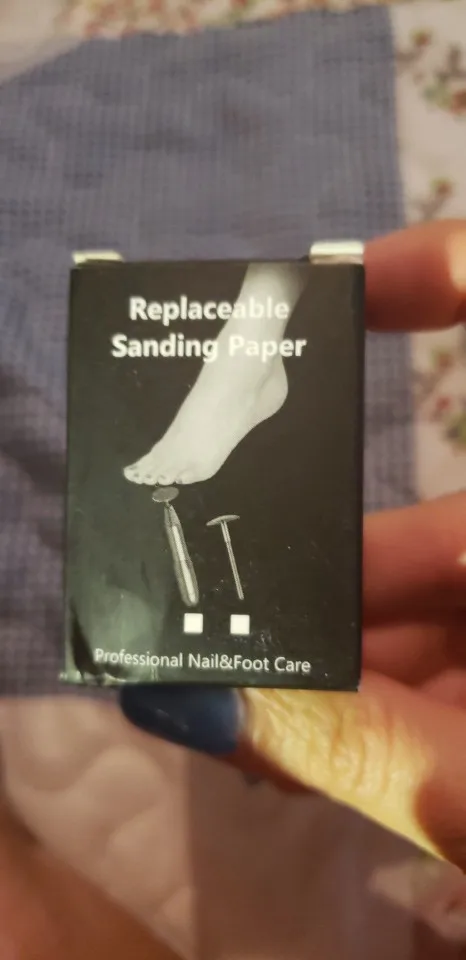 Replaceable
Sanding Paper
Professional Nail&Foot Care